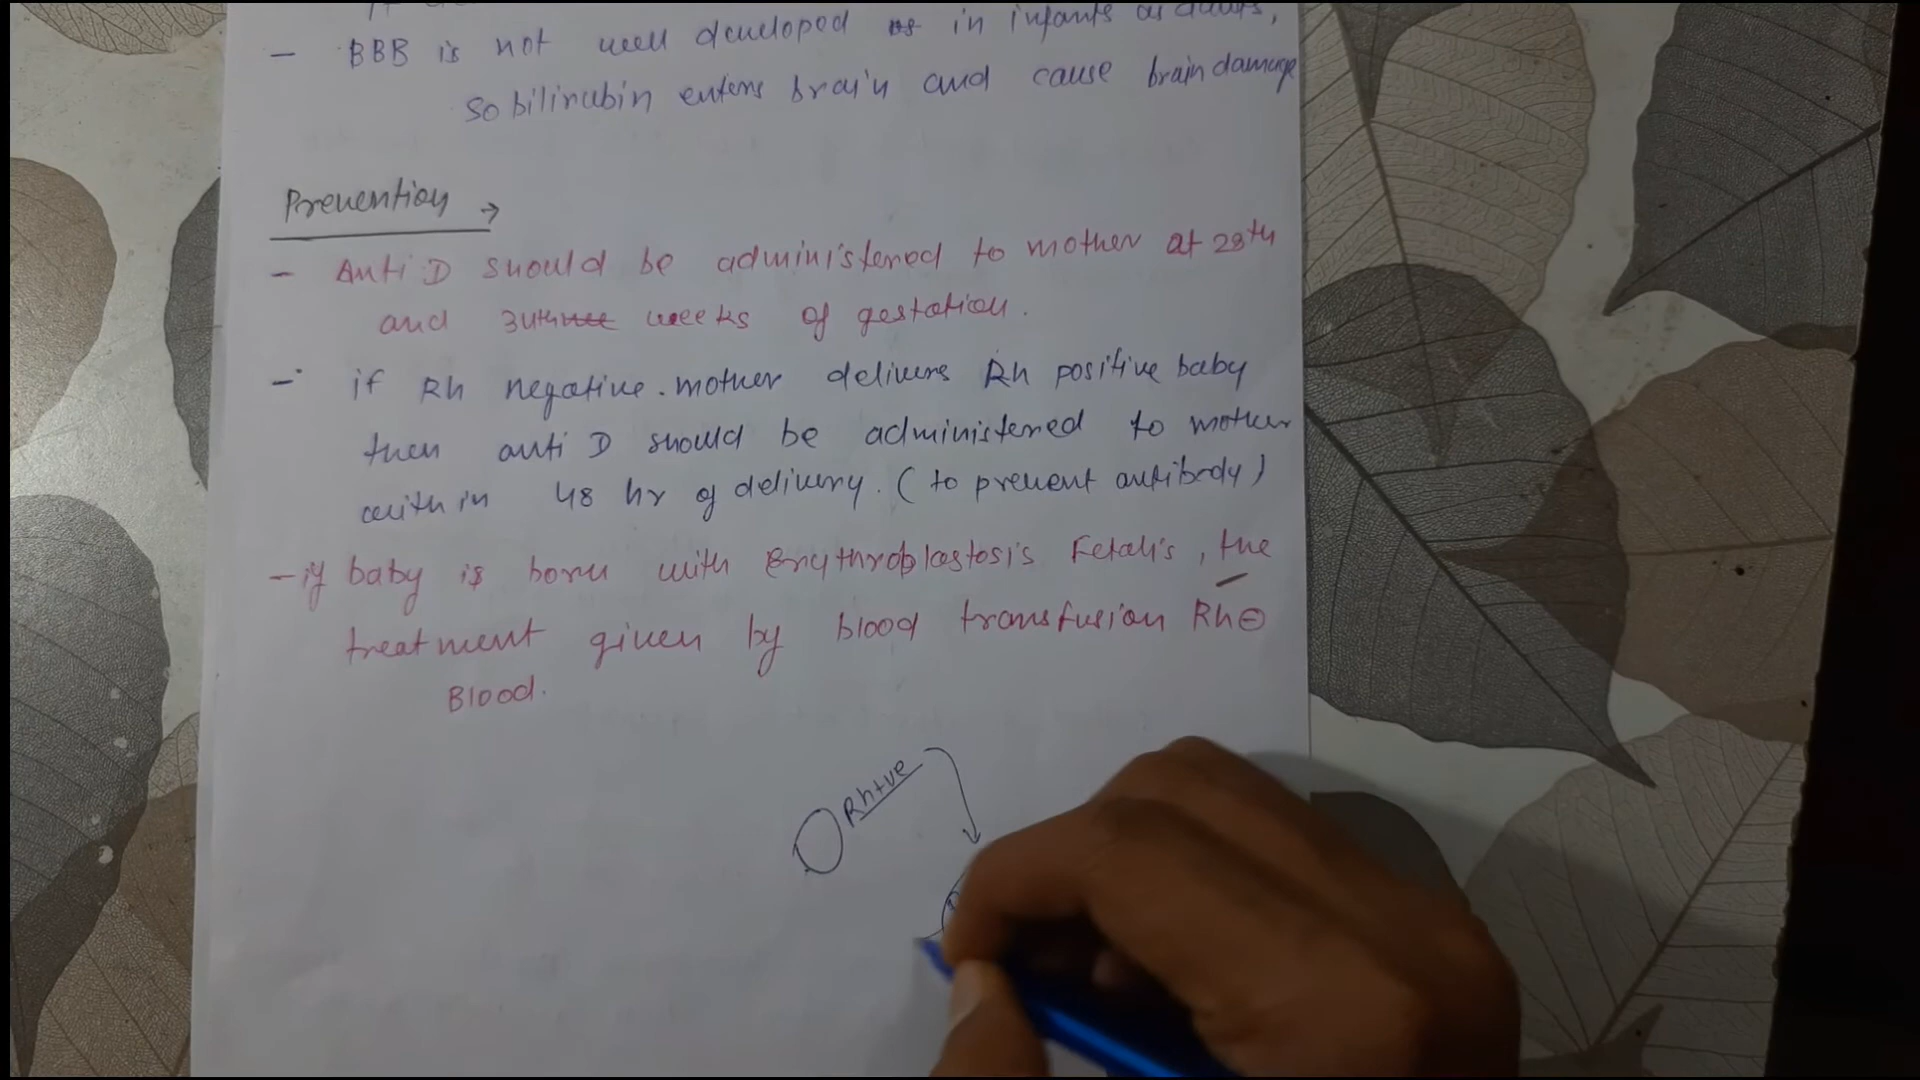 - BBB is not well developed as in infants as adults,
so bilirubin enters brain and cause brain damage
Prevention →
- Anti D should be administered to mother at 28th
and 34th weeks of gestation.
- if Rh negative mother delivers Rh positive baby
then anti D should be administered to mother
within 48 hr of delivery. (to prevent antibody)
- if baby is born with Erythroblastosis Fetalis, the
treatment given by blood transfusion Rh⊖
Blood.
Rh+ve